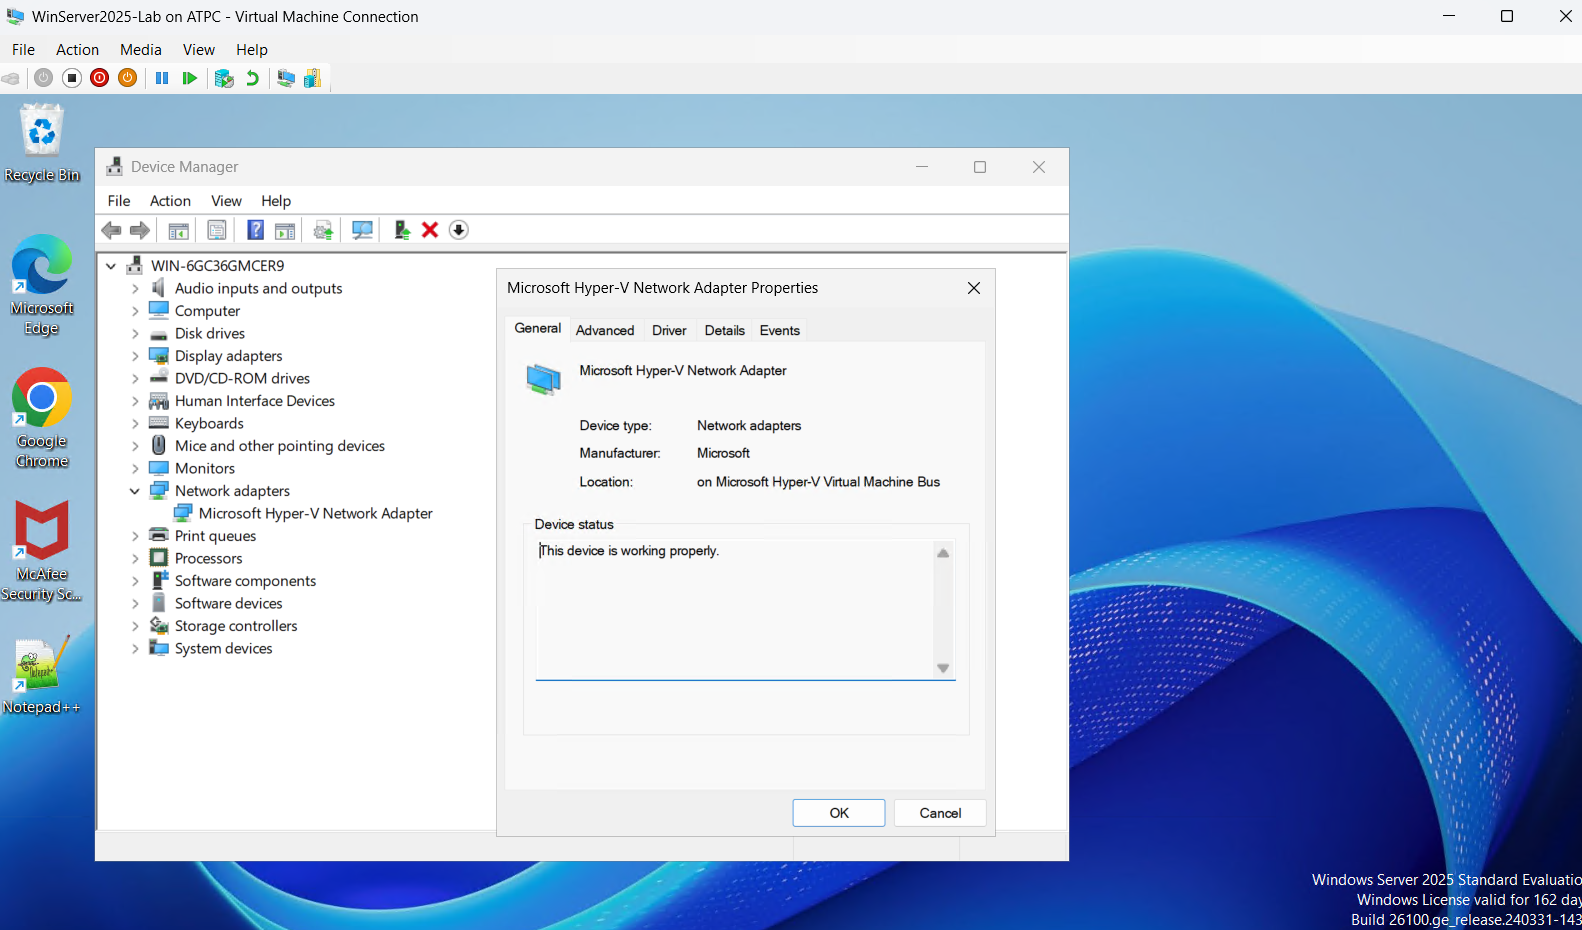 WinServer2025-Lab on ATPC - Virtual Machine Connection
File Action Media View Help
Recycle Bin
Microsoft
Edge
Google
Chrome
McAfee
Security Sc...
Notepad++
Device Manager
File Action View Help
WIN-6GC36GMCER9
Audio inputs and outputs
Computer
Disk drives
Display adapters
DVD/CD-ROM drives
Human Interface Devices
Keyboards
Mice and other pointing devices
Monitors
Network adapters
Microsoft Hyper-V Network Adapter
Print queues
Processors
Software components
Software devices
Storage controllers
System devices
Microsoft Hyper-V Network Adapter Properties
General Advanced Driver Details Events
Microsoft Hyper-V Network Adapter
Device type: Network adapters
Manufacturer: Microsoft
Location: on Microsoft Hyper-V Virtual Machine Bus
Device status
This device is working properly.
OK Cancel
Windows Server 2025 Standard Evaluatio
Windows License valid for 162 day
Build 26100.ge_release.240331-143